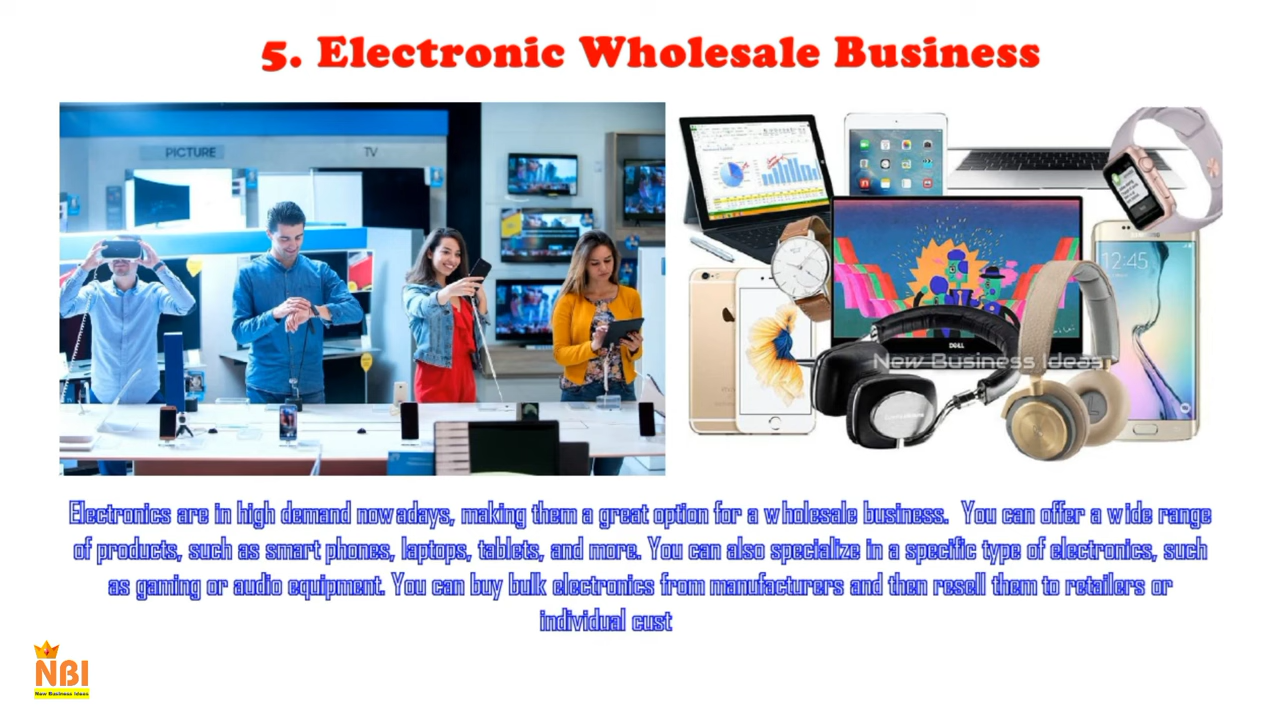 5. Electronic Wholesale Business
PICTURE
TV
12:45
DELL
New Business Ideas
Electronics are in high demand nowadays, making them a great option for a wholesale business. You can offer a wide range
of products, such as smart phones, laptops, tablets, and more. You can also specialize in a specific type of electronics, such
as gaming or audio equipment. You can buy bulk electronics from manufacturers and then resell them to retailers or
individual cust
NBI
New Business Ideas